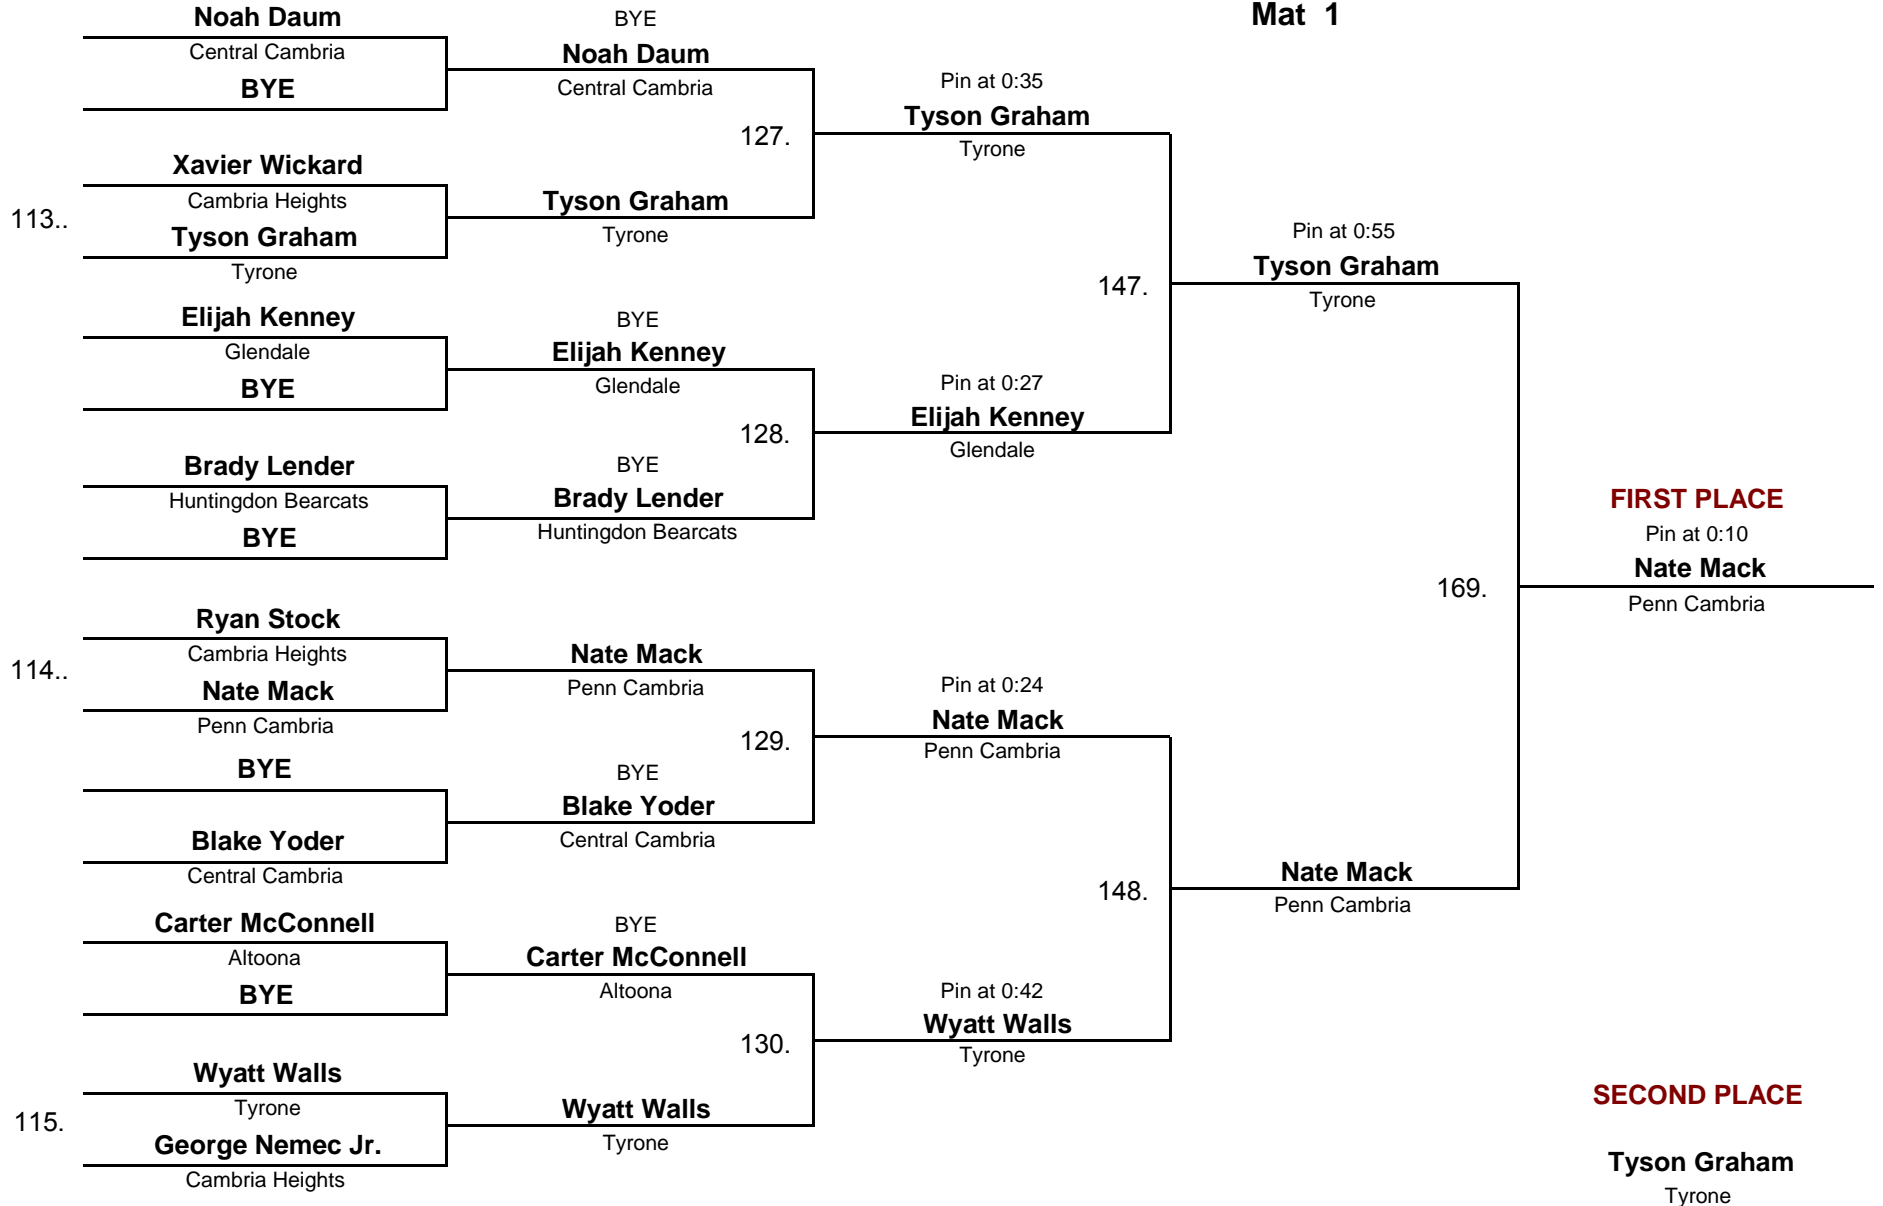 Mat 1
Noah Daum
Central Cambria
BYE
113..
Xavier Wickard
Cambria Heights
Tyson Graham
Tyrone
Elijah Kenney
Glendale
BYE
Brady Lender
Huntingdon Bearcats
BYE
114..
Ryan Stock
Cambria Heights
Nate Mack
Penn Cambria
BYE
Blake Yoder
Central Cambria
Carter McConnell
Altoona
BYE
115.
Wyatt Walls
Tyrone
George Nemec Jr.
Cambria Heights
BYE
Noah Daum
Central Cambria
127.
Tyson Graham
Tyrone
BYE
Elijah Kenney
Glendale
128.
BYE
Brady Lender
Huntingdon Bearcats
Nate Mack
Penn Cambria
129.
BYE
Blake Yoder
Central Cambria
BYE
Carter McConnell
Altoona
130.
Wyatt Walls
Tyrone
Pin at 0:35
Tyson Graham
Tyrone
147.
Pin at 0:27
Elijah Kenney
Glendale
Pin at 0:24
Nate Mack
Penn Cambria
148.
Pin at 0:42
Wyatt Walls
Tyrone
Pin at 0:55
Tyson Graham
Tyrone
169.
Nate Mack
Penn Cambria
FIRST PLACE
Pin at 0:10
Nate Mack
Penn Cambria
SECOND PLACE
Tyson Graham
Tyrone